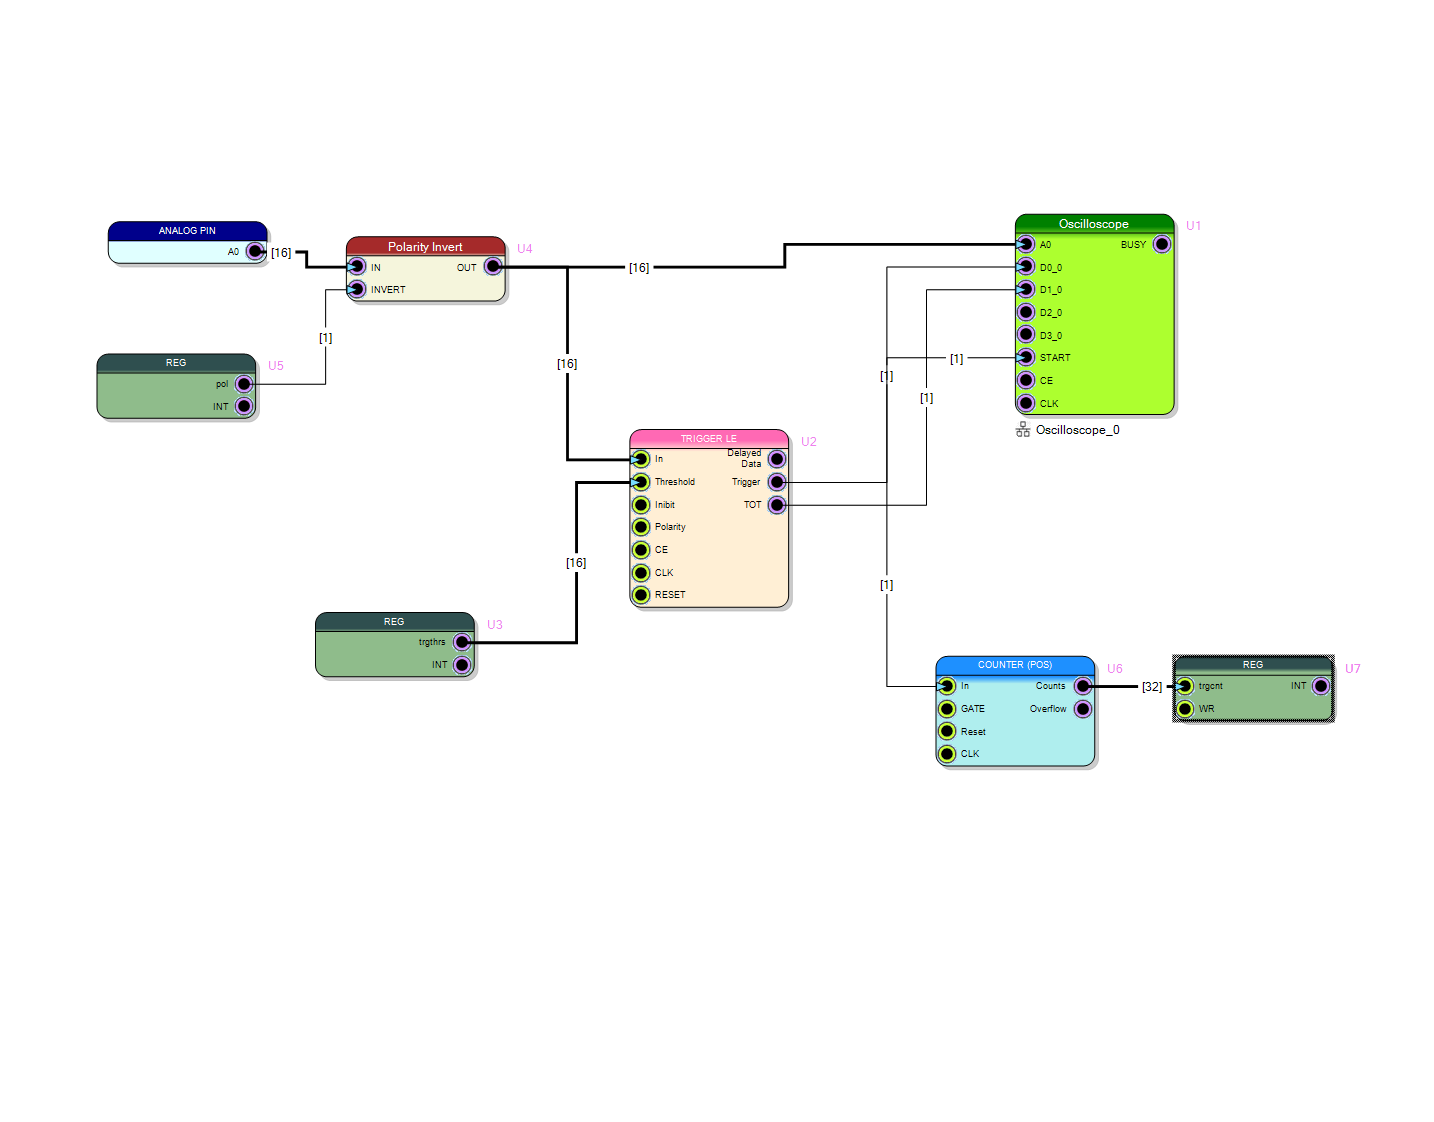 ANALOG PIN
A0
[16]
Polarity Invert
U4
IN
OUT
INVERT
[16]
[1]
REG
U5
pol
INT
[16]
Oscilloscope
U1
A0
BUSY
D0_0
D1_0
D2_0
D3_0
START
CE
CLK
Oscilloscope_0
[1]
[1]
[1]
TRIGGER LE
U2
In
Delayed
Data
Threshold
Trigger
Inibit
TOT
Polarity
CE
CLK
RESET
[16]
[1]
REG
U3
trgthrs
INT
COUNTER (POS)
U6
In
Counts
GATE
Overflow
Reset
CLK
[32]
REG
U7
trgcnt
INT
WR